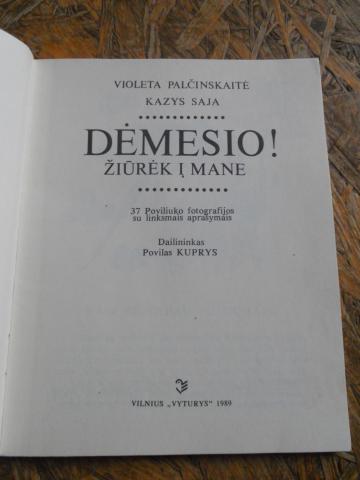 VIOLETA PALČINSKAITĖ
KAZYS SAJA
DĖMESIO!
ŽIŪRĖK Į MANE
37 Poviliuko fotografijos
su linksmais aprašymais
Dailininkas
Povilas KUPRYS
VILNIUS „VYTURYS" 1989